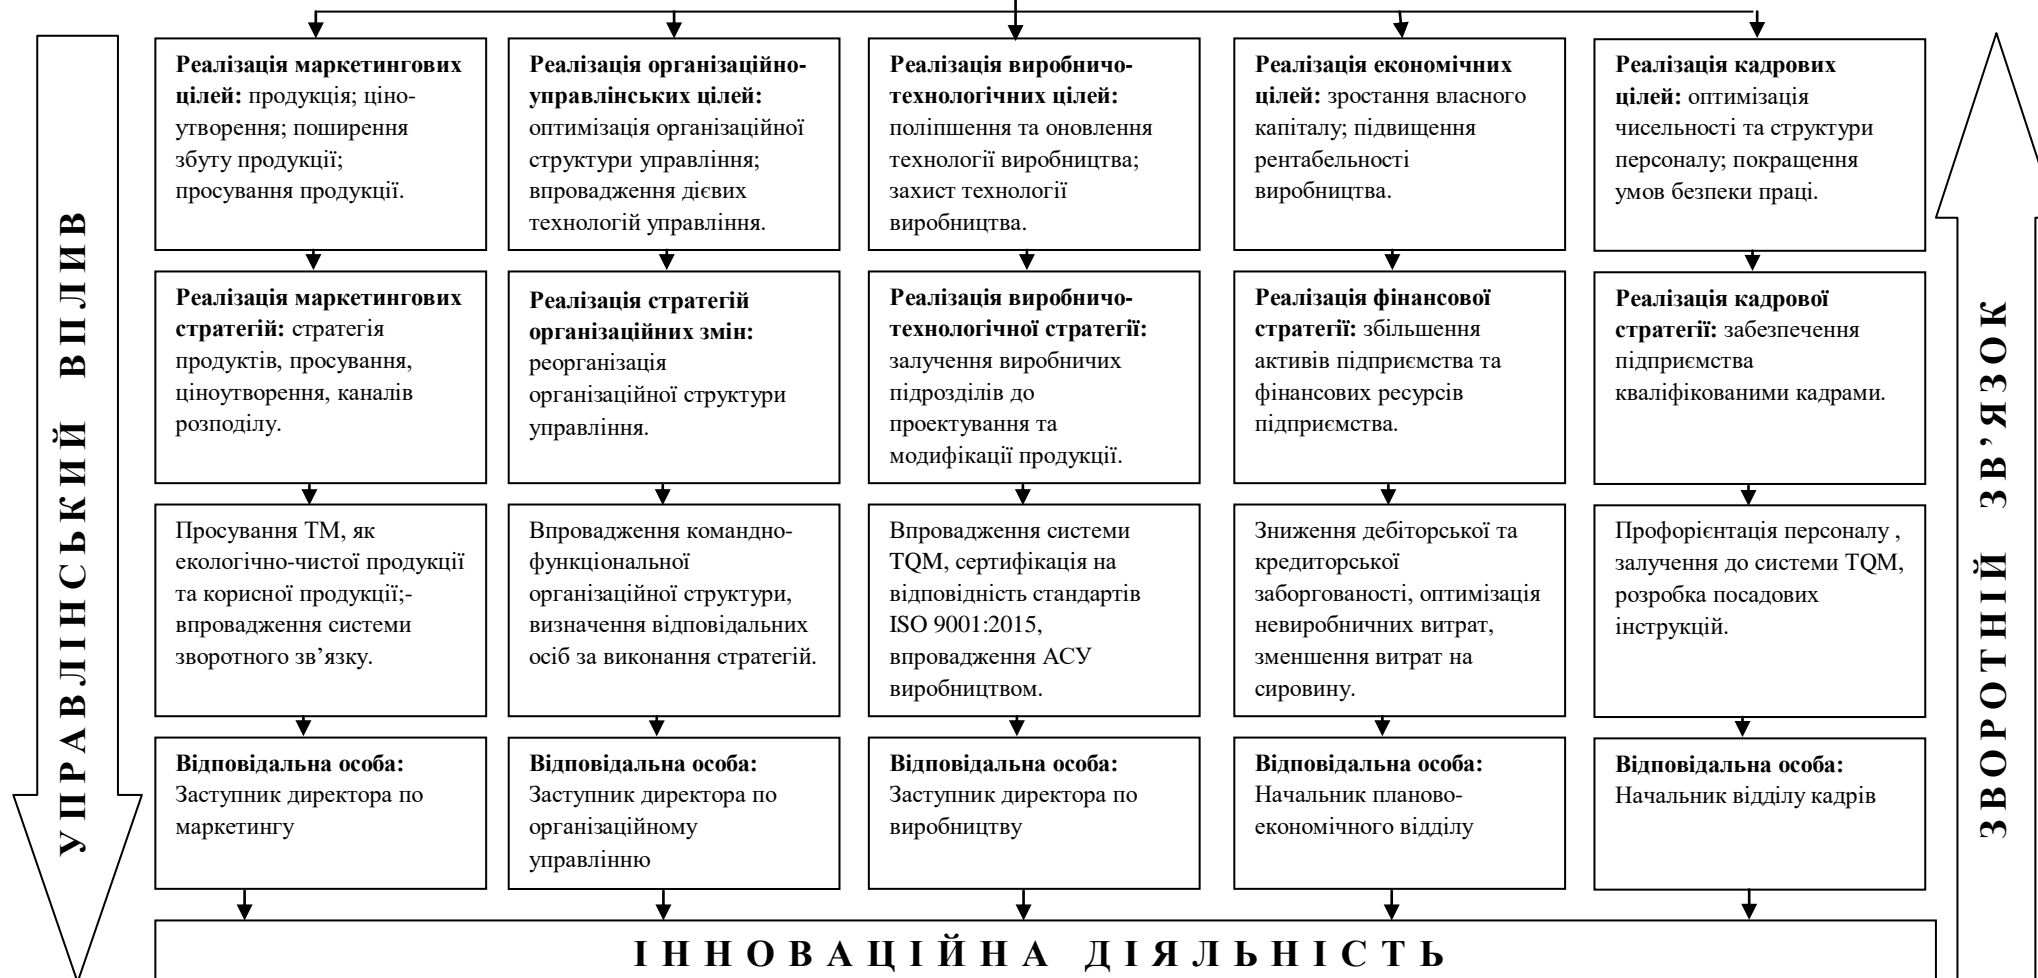 УПРАВЛІНСЬКИЙ ВПЛИВ
Реалізація маркетингових
цілей: продукція; ціно-
утворення; поширення
збуту продукції;
просування продукції.
Реалізація організаційно-
управлінських цілей:
оптимізація організаційної
структури управління;
впровадження дієвих
технологій управління.
Реалізація виробничо-
технологічних цілей:
поліпшення та оновлення
технології виробництва;
захист технології
виробництва.
Реалізація економічних
цілей: зростання власного
капіталу; підвищення
рентабельності
виробництва.
Реалізація кадрових
цілей: оптимізація
чисельності та структури
персоналу; покращення
умов безпеки праці.
Реалізація маркетингових
стратегій: стратегія
продуктів, просування,
ціноутворення, каналів
розподілу.
Реалізація стратегій
організаційних змін:
реорганізація
організаційної структури
управління.
Реалізація виробничо-
технологічної стратегії:
залучення виробничих
підрозділів до
проектування та
модифікації продукції.
Реалізація фінансової
стратегії: збільшення
активів підприємства та
фінансових ресурсів
підприємства.
Реалізація кадрової
стратегії: забезпечення
підприємства
кваліфікованими кадрами.
Просування ТМ, як
екологічно-чистої продукції
та корисної продукції;-
впровадження системи
зворотного зв’язку.
Впровадження командно-
функціональної
організаційної структури,
визначення відповідальних
осіб за виконання стратегій.
Впровадження системи
TQM, сертифікація на
відповідність стандартів
ISO 9001:2015,
впровадження АСУ
виробництвом.
Зниження дебіторської та
кредиторської
заборгованості, оптимізація
невиробничих витрат,
зменшення витрат на
сировину.
Профорієнтація персоналу ,
залучення до системи TQM,
розробка посадових
інструкцій.
Відповідальна особа:
Заступник директора по
маркетингу
Відповідальна особа:
Заступник директора по
організаційному
управлінню
Відповідальна особа:
Заступник директора по
виробництву
Відповідальна особа:
Начальник планово-
економічного відділу
Відповідальна особа:
Начальник відділу кадрів
ЗВОРОТНІЙ ЗВ’ЯЗОК
ІННОВАЦІЙНА ДІЯЛЬНІСТЬ